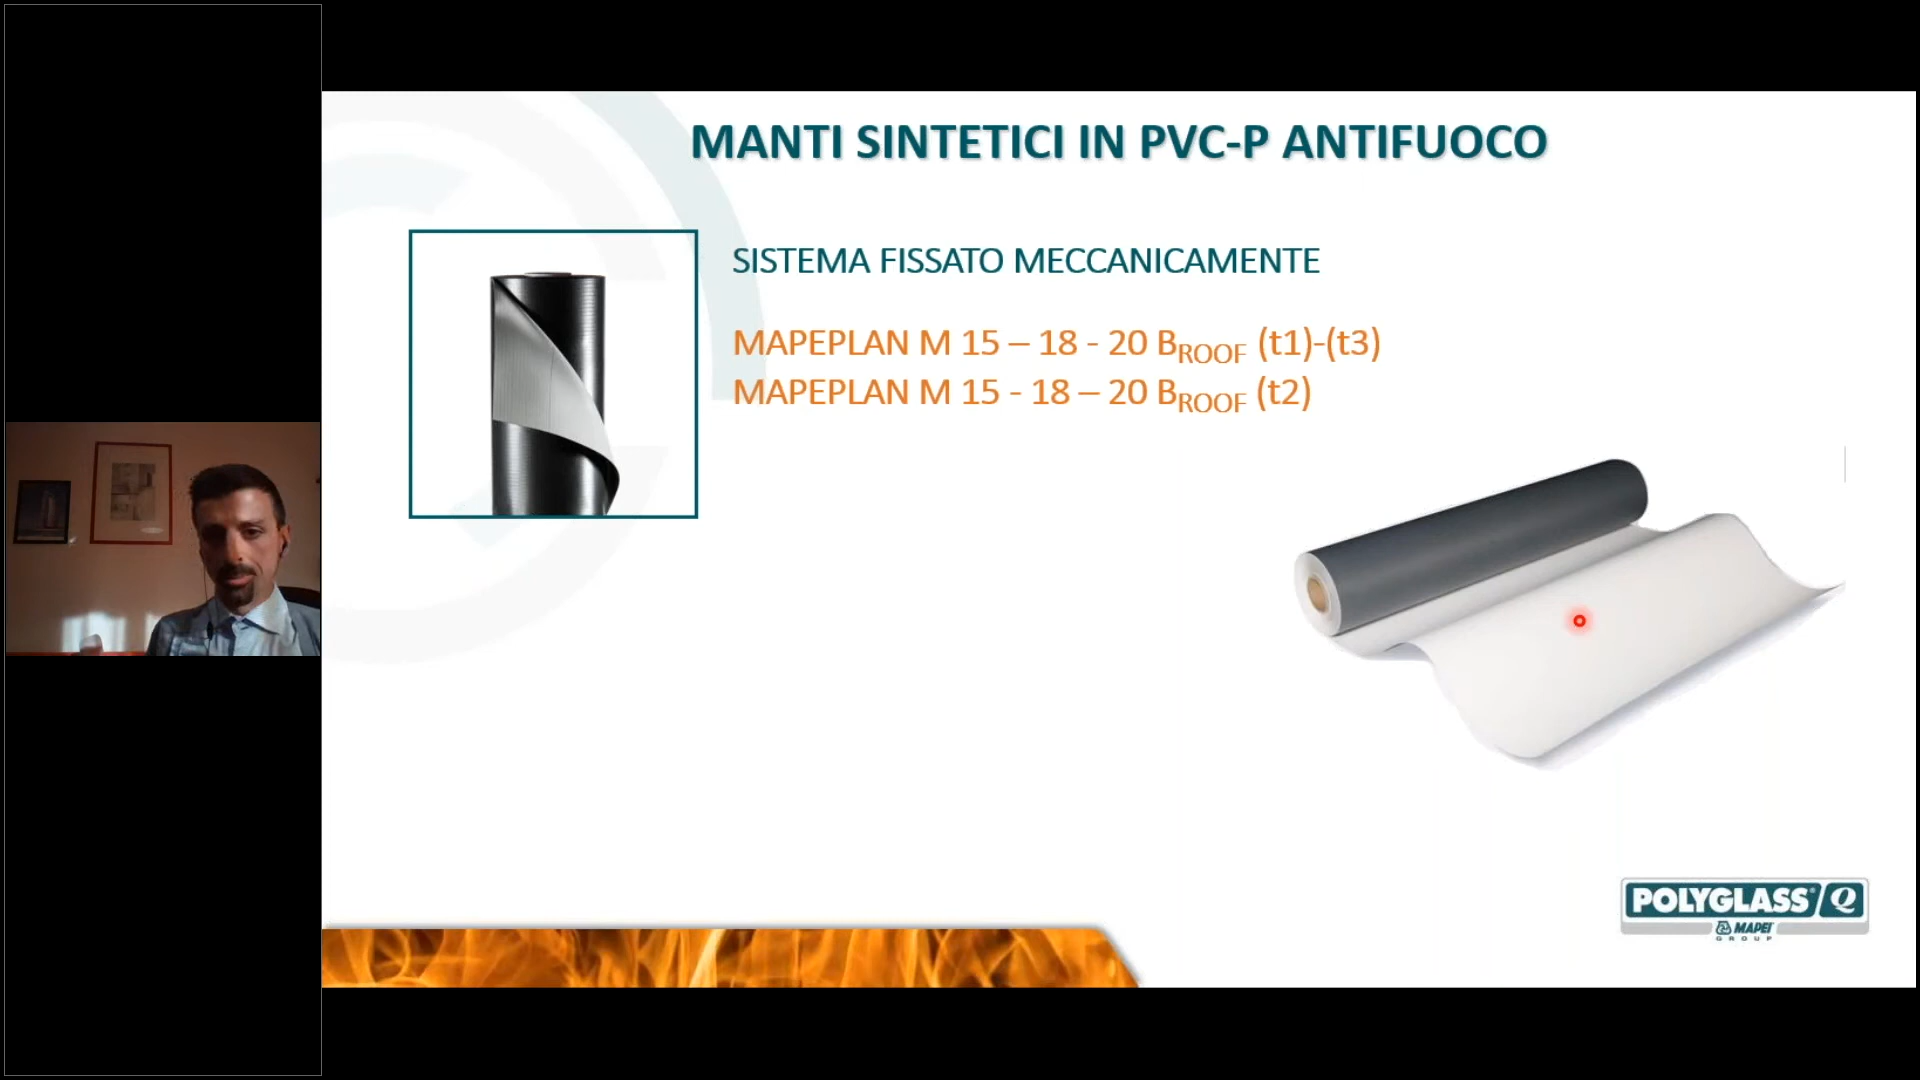 MANTI SINTETICI IN PVC-P ANTIFUOCO
SISTEMA FISSATO MECCANICAMENTE
MAPEPLAN M 15 – 18 - 20 BROOF (t1)-(t3)
MAPEPLAN M 15 - 18 – 20 BROOF (t2)
POLYGLASS® Q
MAPEI
GROUP